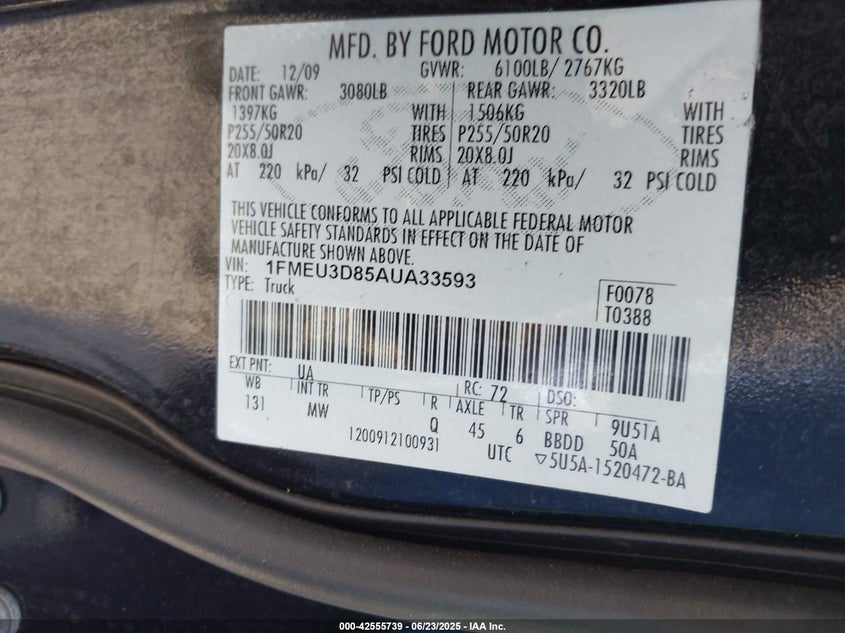 MFD. BY FORD MOTOR CO.
DATE: 12/09 GVWR: 6100LB/ 2767KG
FRONT GAWR: 3080LB REAR GAWR: 3320LB
1397KG WITH 1506KG WITH
P255/50R20 TIRES P255/50R20 TIRES
20X8.0J RIMS 20X8.0J RIMS
AT 220 kPa/ 32 PSI COLD AT 220 kPa/ 32 PSI COLD
THIS VEHICLE CONFORMS TO ALL APPLICABLE FEDERAL MOTOR
VEHICLE SAFETY STANDARDS IN EFFECT ON THE DATE OF
MANUFACTURE SHOWN ABOVE.
VIN: 1FMEU3D85AUA33593
TYPE: Truck F0078
T0388
EXT PNT: UA RC: 72 DSO:
WB INT TR TP/PS R AXLE TR SPR 9U51A
131 MW Q 45 6 BBDD 50A
1200912100931 UTC ▽5U5A-1520472-BA
000-42555739 - 06/23/2025 - IAA Inc.